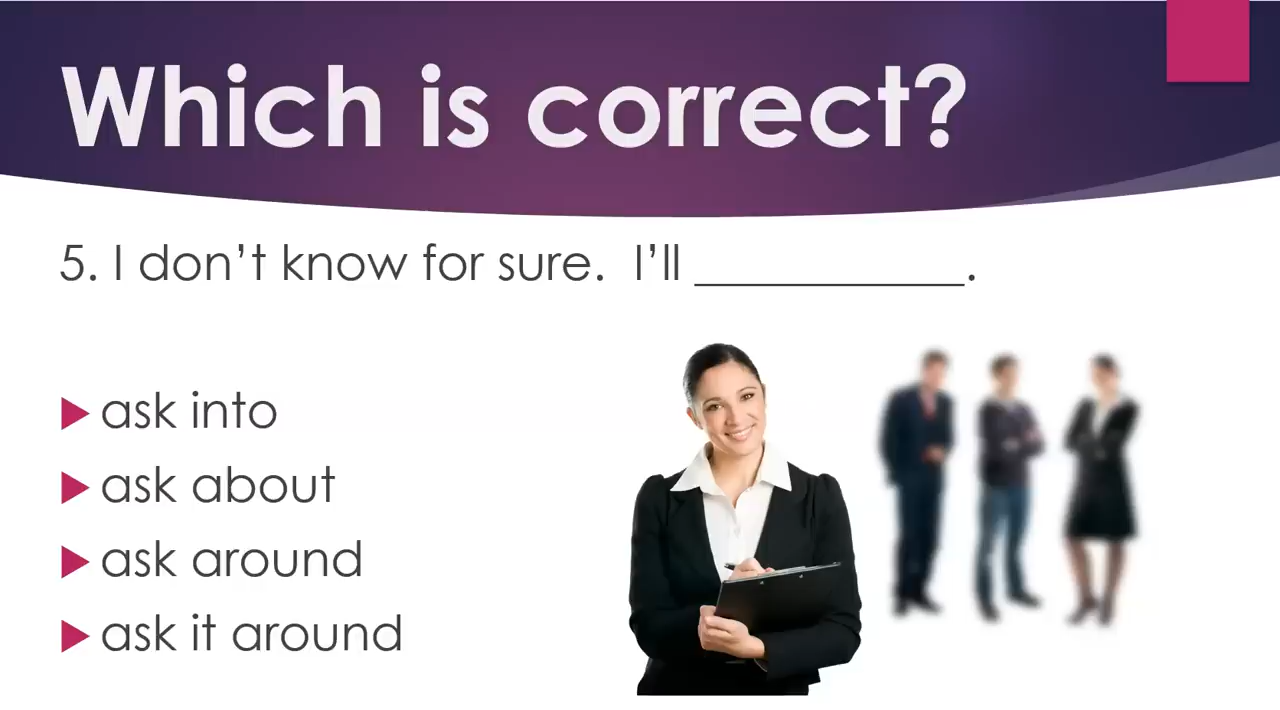 Which is correct?
5. I don’t know for sure.  I’ll ___________.
ask into
ask about
ask around
ask it around